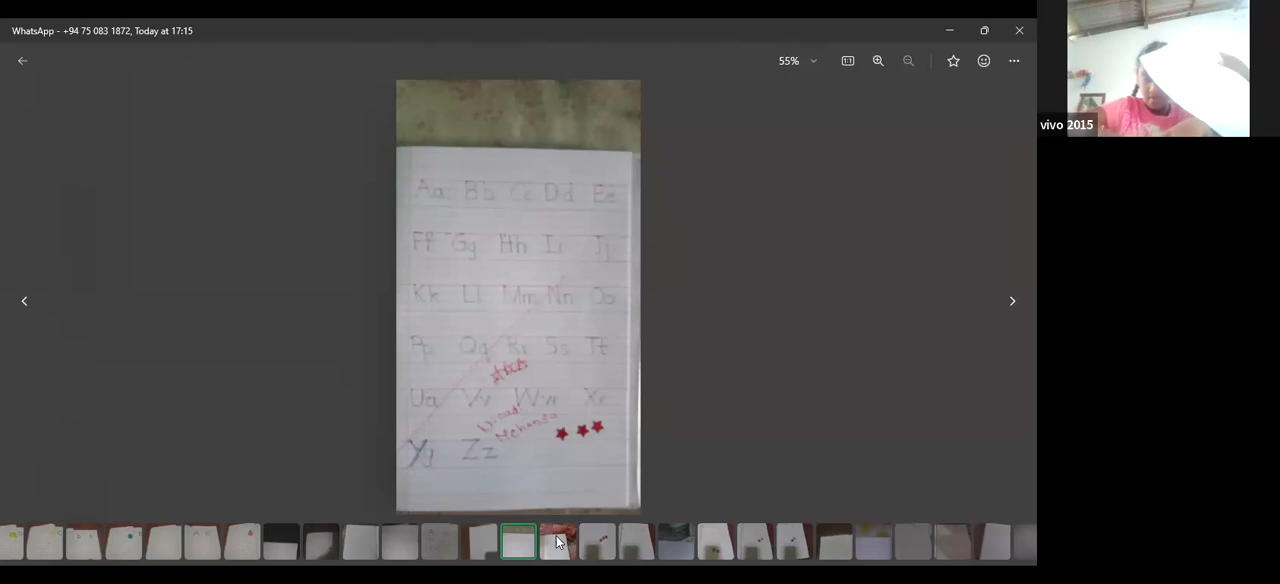 WhatsApp - +94 75 083 1872, Today at 17:15
55%
vivo 2015
Aa Bb Cc Dd Ee
Ff Gg Hh Ii Jj
Kk Ll Mm Nn Oo
Pp Qq Rr Ss Tt
Uu Vv Ww Xx
Yy Zz